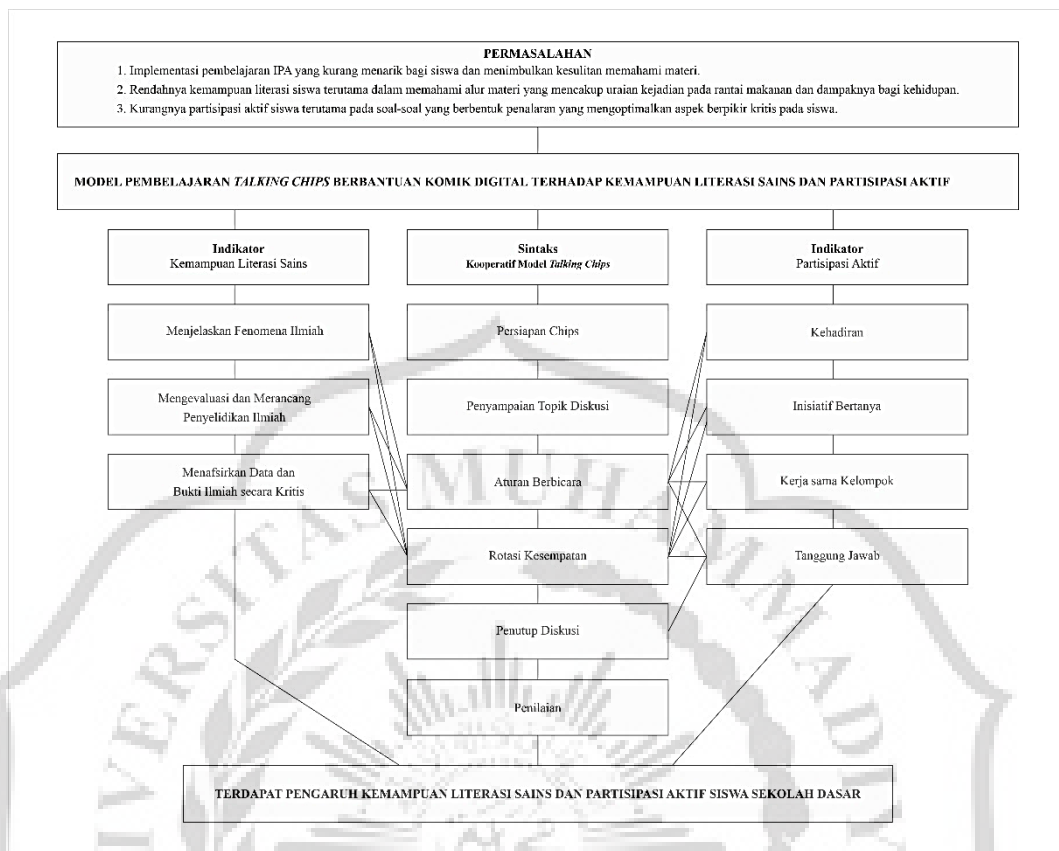 PERMASALAHAN
1. Implementasi pembelajaran IPA yang kurang menarik bagi siswa dan menimbulkan kesulitan memahami materi.
2. Rendahnya kemampuan literasi siswa terutama dalam memahami alur materi yang mencakup uraian kejadian pada rantai makanan dan dampaknya bagi kehidupan.
3. Kurangnya partisipasi aktif siswa terutama pada soal-soal yang berbentuk penalaran yang mengoptimalkan aspek berpikir kritis pada siswa.
MODEL PEMBELAJARAN TALKING CHIPS BERBANTUAN KOMIK DIGITAL TERHADAP KEMAMPUAN LITERASI SAINS DAN PARTISIPASI AKTIF
Indikator
Kemampuan Literasi Sains
Sintaks
Kooperatif Model Talking Chips
Indikator
Partisipasi Aktif
Menjelaskan Fenomena Ilmiah
Persiapan Chips
Kehadiran
Mengevaluasi dan Merancang
Penyelidikan Ilmiah
Penyampaian Topik Diskusi
Inisiatif Bertanya
Menafsirkan Data dan
Bukti Ilmiah secara Kritis
Aturan Berbicara
Kerja sama Kelompok
Rotasi Kesempatan
Tanggung Jawab
Penutup Diskusi
Penilaian
TERDAPAT PENGARUH KEMAMPUAN LITERASI SAINS DAN PARTISIPASI AKTIF SISWA SEKOLAH DASAR
IVERSITAS MUHAMMADIY